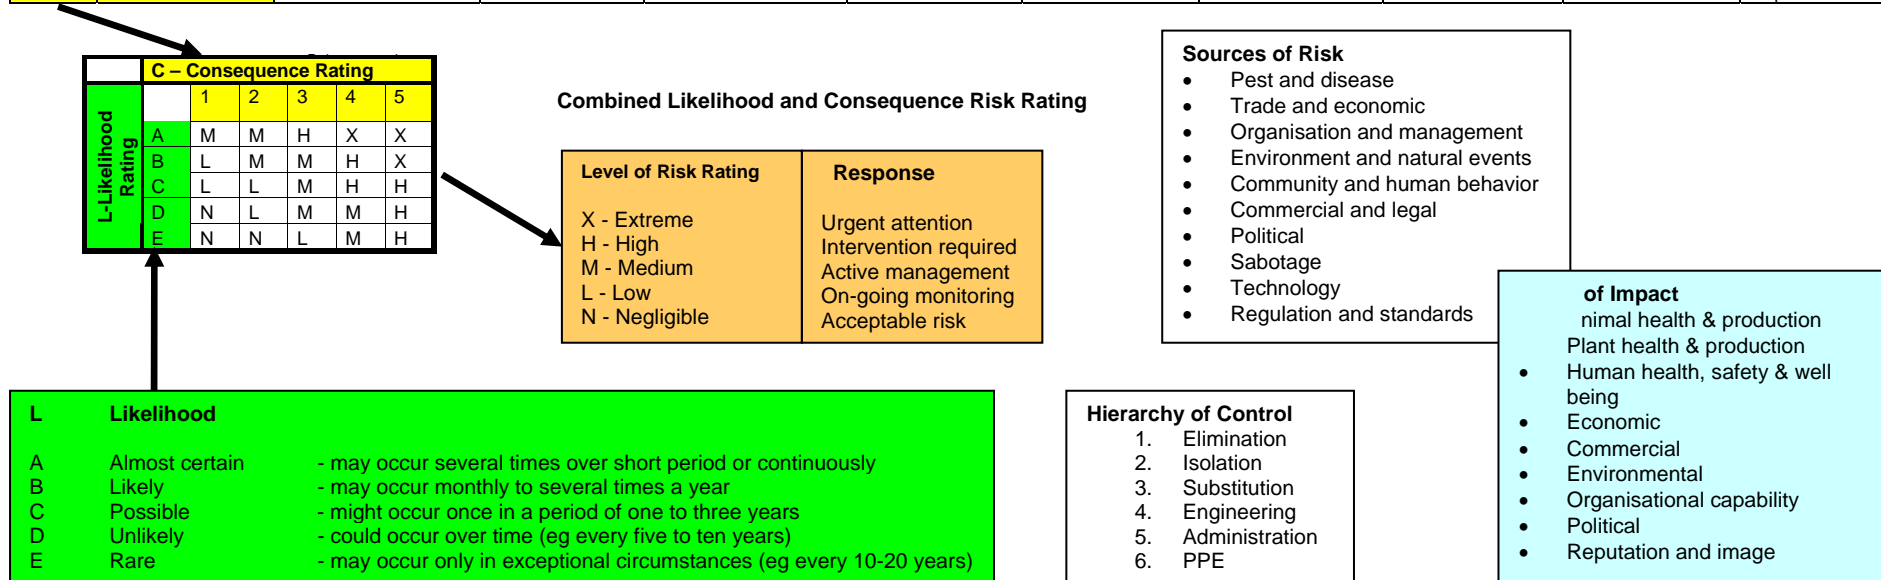 C – Consequence Rating
L-Likelihood Rating
1 2 3 4 5
A M M H X X
B L M M H X
C L L M H H
D N L M M H
E N N L M H
Combined Likelihood and Consequence Risk Rating
Level of Risk Rating Response
X - Extreme Urgent attention
H - High Intervention required
M - Medium Active management
L - Low On-going monitoring
N - Negligible Acceptable risk
Sources of Risk
• Pest and disease
• Trade and economic
• Organisation and management
• Environment and natural events
• Community and human behavior
• Commercial and legal
• Political
• Sabotage
• Technology
• Regulation and standards
of Impact
nimal health & production
Plant health & production
• Human health, safety & well
being
• Economic
• Commercial
• Environmental
• Organisational capability
• Political
• Reputation and image
L Likelihood
A Almost certain - may occur several times over short period or continuously
B Likely - may occur monthly to several times a year
C Possible - might occur once in a period of one to three years
D Unlikely - could occur over time (eg every five to ten years)
E Rare - may occur only in exceptional circumstances (eg every 10-20 years)
Hierarchy of Control
1. Elimination
2. Isolation
3. Substitution
4. Engineering
5. Administration
6. PPE